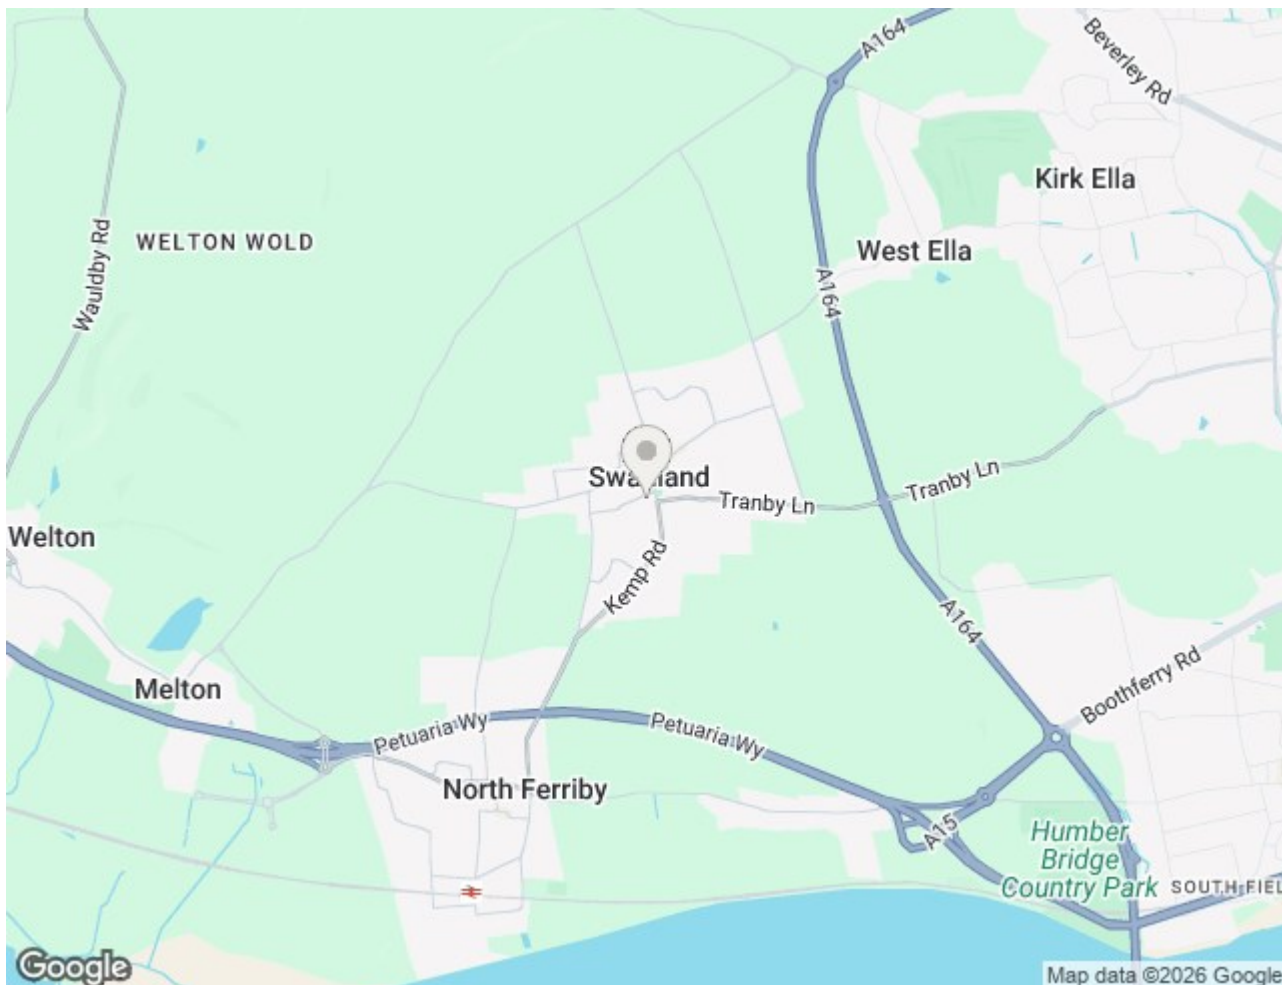 A164
Beverley Rd
Kirk Ella
Wauldby Rd
WELTON WOLD
West Ella
A164
Tranby Ln
Tranby Ln
Welton
Kemp Rd
A164
Boothferry Rd
Melton
Petuaria Wy
Petuaria Wy
North Ferriby
A15
Humber
Bridge
Country Park
SOUTH FIEL
Google
Map data ©2026 Google